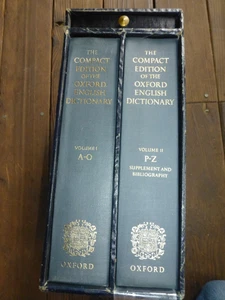 THE
COMPACT
EDITION
OF THE
OXFORD
ENGLISH
DICTIONARY
VOLUME I
A-O
OXFORD
THE
COMPACT
EDITION
OF THE
OXFORD
ENGLISH
DICTIONARY
VOLUME II
P-Z
SUPPLEMENT AND
BIBLIOGRAPHY
OXFORD